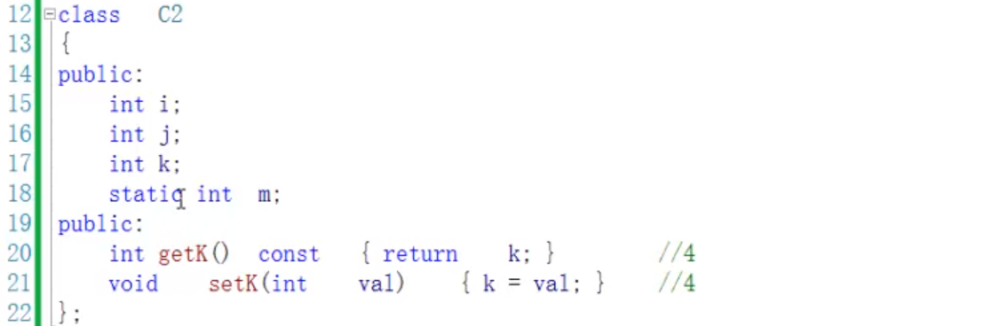 12 class C2
13 {
14 public:
15 int i;
16 int j;
17 int k;
18 static int m;
19 public:
20 int getK() const { return k; } //4
21 void setK(int val) { k = val; } //4
22 };